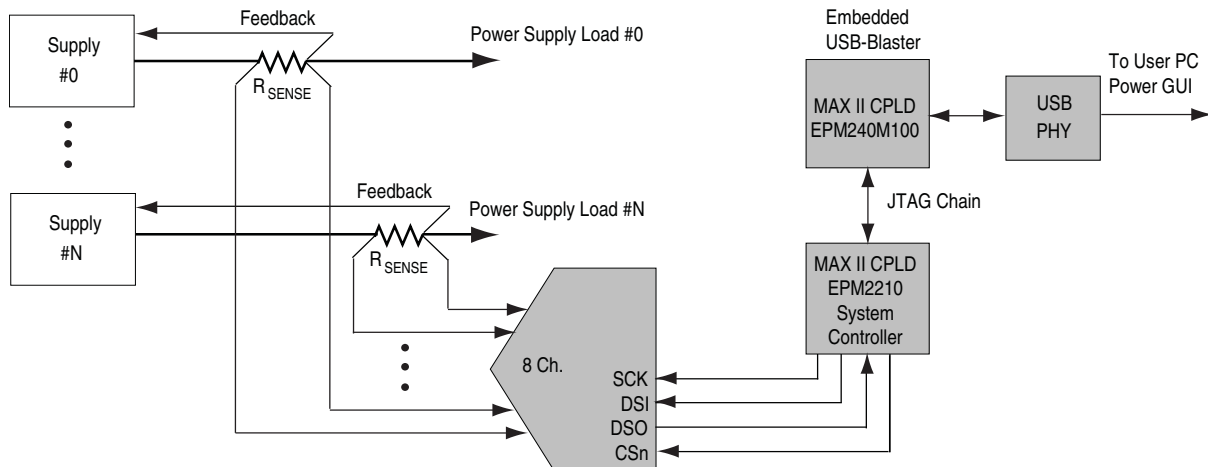 Feedback
Supply
#0
Power Supply Load #0
R SENSE
Embedded
USB-Blaster
MAX II CPLD
EPM240M100
USB
PHY
To User PC
Power GUI
JTAG Chain
Feedback
Supply
#N
Power Supply Load #N
R SENSE
MAX II CPLD
EPM2210
System
Controller
8 Ch.
SCK
DSI
DSO
CSn